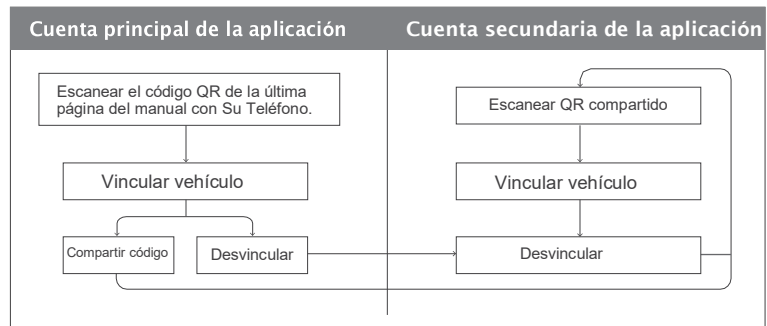 Cuenta principal de la aplicación
Cuenta secundaria de la aplicación
Escanear el código QR de la última
página del manual con Su Teléfono.
Vincular vehículo
Compartir código
Desvincular
Escanear QR compartido
Vincular vehículo
Desvincular